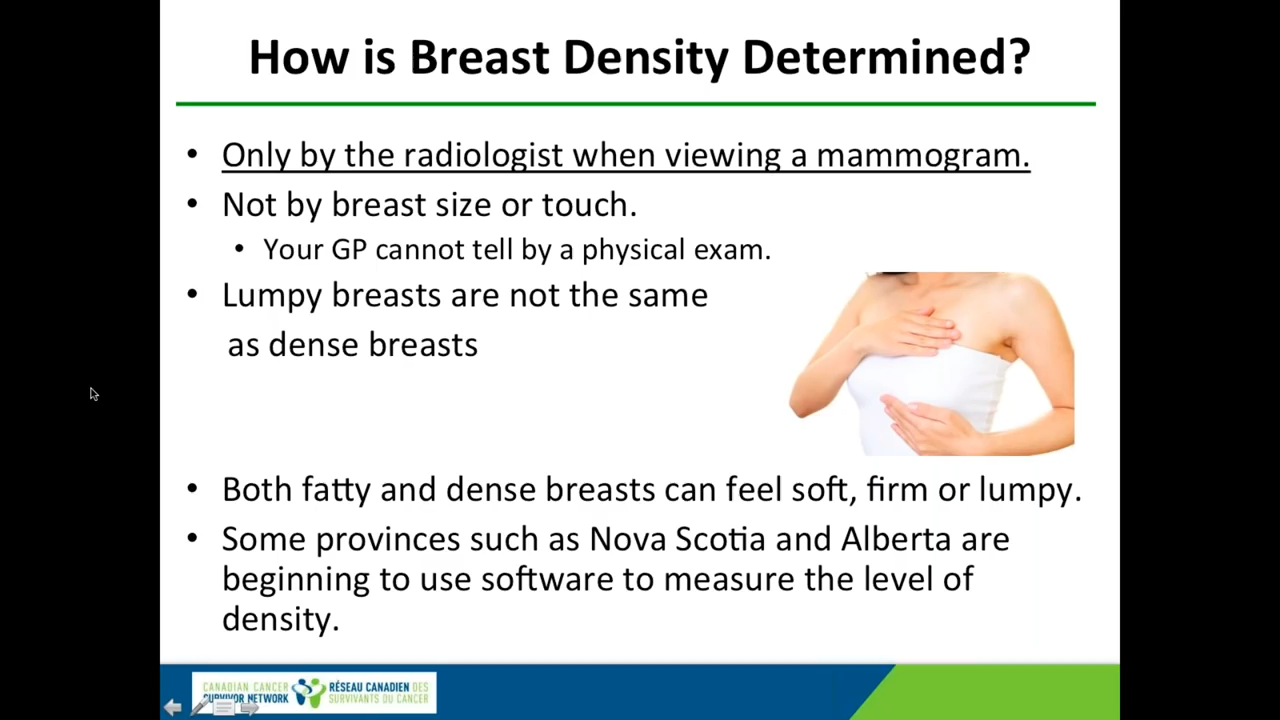 How is Breast Density Determined?
• Only by the radiologist when viewing a mammogram.
• Not by breast size or touch.
• Your GP cannot tell by a physical exam.
• Lumpy breasts are not the same
as dense breasts
• Both fatty and dense breasts can feel soft, firm or lumpy.
• Some provinces such as Nova Scotia and Alberta are
beginning to use software to measure the level of
density.
CANADIAN CANCER
SURVIVOR NETWORK
RÉSEAU CANADIEN DES
SURVIVANTS DU CANCER